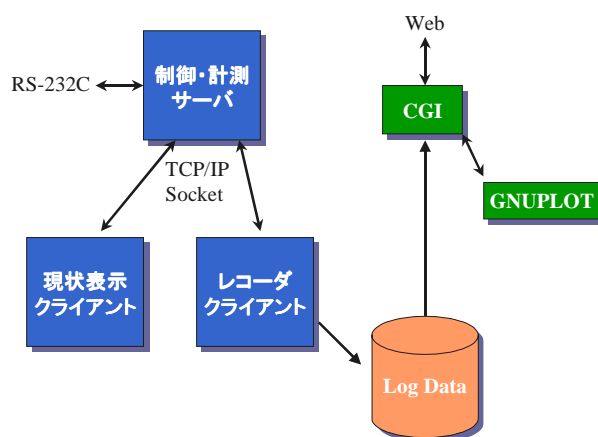 Web
RS-232C
制御・計測
サーバ
CGI
TCP/IP
Socket
GNUPLOT
現状表示
クライアント
レコーダ
クライアント
Log Data